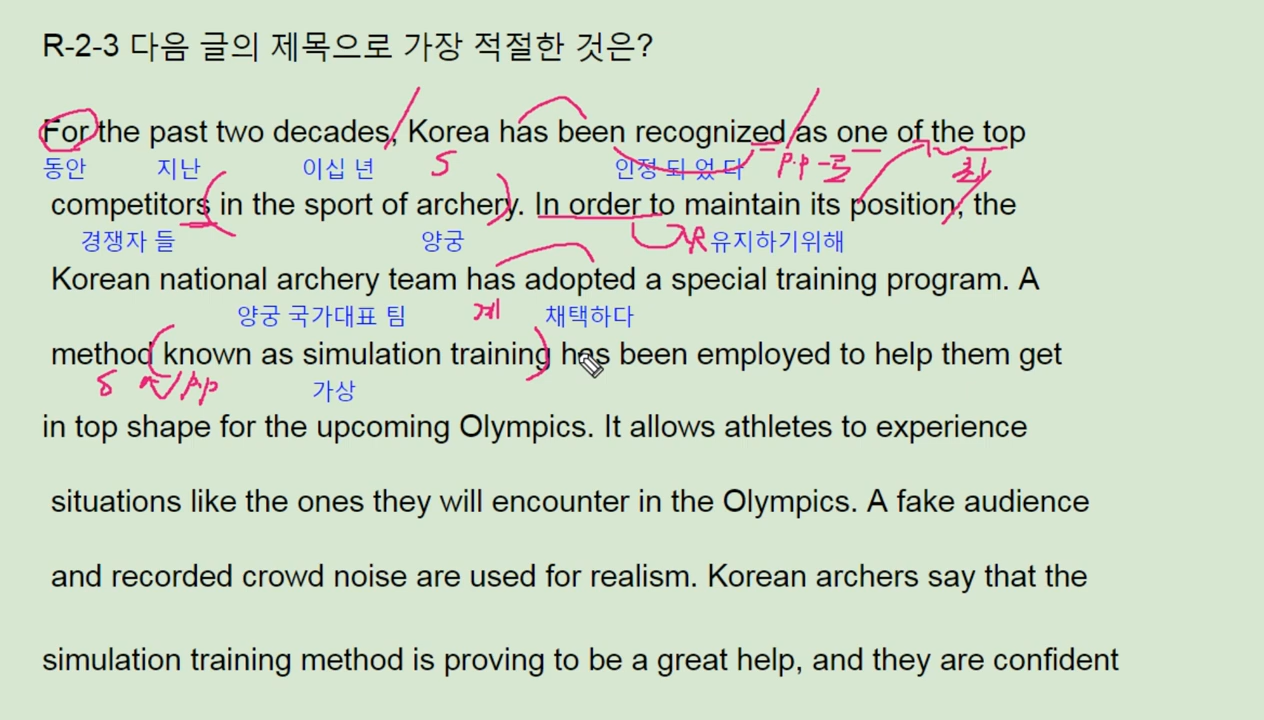 R-2-3 다음 글의 제목으로 가장 적절한 것은?
For the past two decades, Korea has been recognized as one of the top
동안 지난 이십 년 S 인정 되 었 다 p.p -로
competitors in the sport of archery. In order to maintain its position, the
경쟁자 들 양궁 R 유지하기위해
Korean national archery team has adopted a special training program. A
양궁 국가대표 팀 계 채택하다
method known as simulation training has been employed to help them get
S p.p 가상
in top shape for the upcoming Olympics. It allows athletes to experience
situations like the ones they will encounter in the Olympics. A fake audience
and recorded crowd noise are used for realism. Korean archers say that the
simulation training method is proving to be a great help, and they are confident